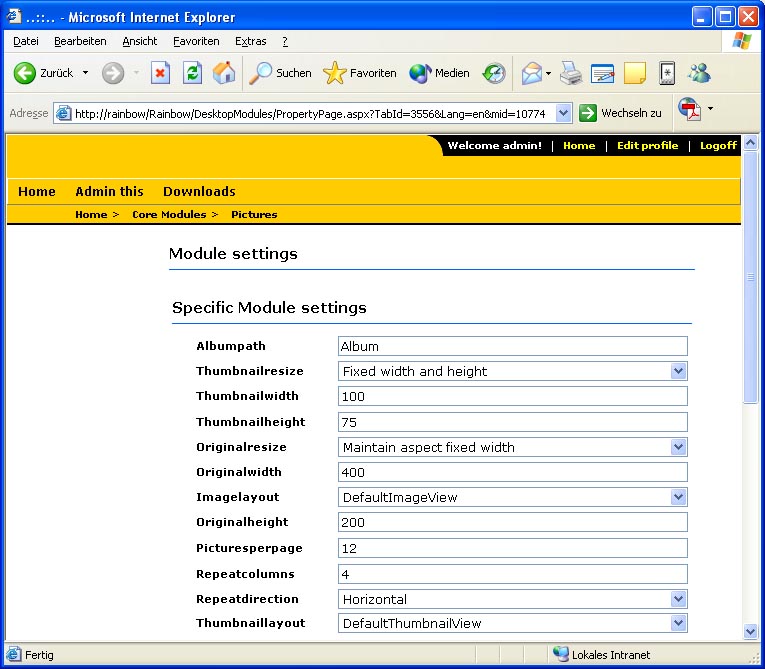 ..::.. - Microsoft Internet Explorer
Datei Bearbeiten Ansicht Favoriten Extras ?
Zurück Suchen Favoriten Medien
Adresse http://rainbow/Rainbow/DesktopModules/PropertyPage.aspx?TabId=3556&Lang=en&mid=10774 Wechseln zu
Welcome admin! | Home | Edit profile | Logoff
Home Admin this Downloads
Home > Core Modules > Pictures
Module settings
Specific Module settings
Albumpath Album
Thumbnailresize Fixed width and height
Thumbnailwidth 100
Thumbnailheight 75
Originalresize Maintain aspect fixed width
Originalwidth 400
Imagelayout DefaultImageView
Originalheight 200
Picturesperpage 12
Repeatcolumns 4
Repeatdirection Horizontal
Thumbnaillayout DefaultThumbnailView
Fertig Lokales Intranet